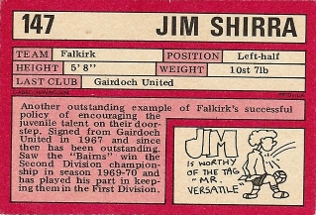 147 JIM SHIRRA
TEAM Falkirk POSITION Left-half
HEIGHT 5' 8" WEIGHT 10st 7lb
LAST CLUB Gairdoch United
Another outstanding example of Falkirk's successful
policy of encouraging the
juvenile talent on their door-
step. Signed from Gairdoch
United in 1967 and since
then has been outstanding.
Saw the "Bairns" win the
Second Division champion-
ship in season 1969-70 and
has played his part in keep-
ing them in the First Division.
JIM
IS WORTHY
OF THE TAG
"MR.
VERSATILE"